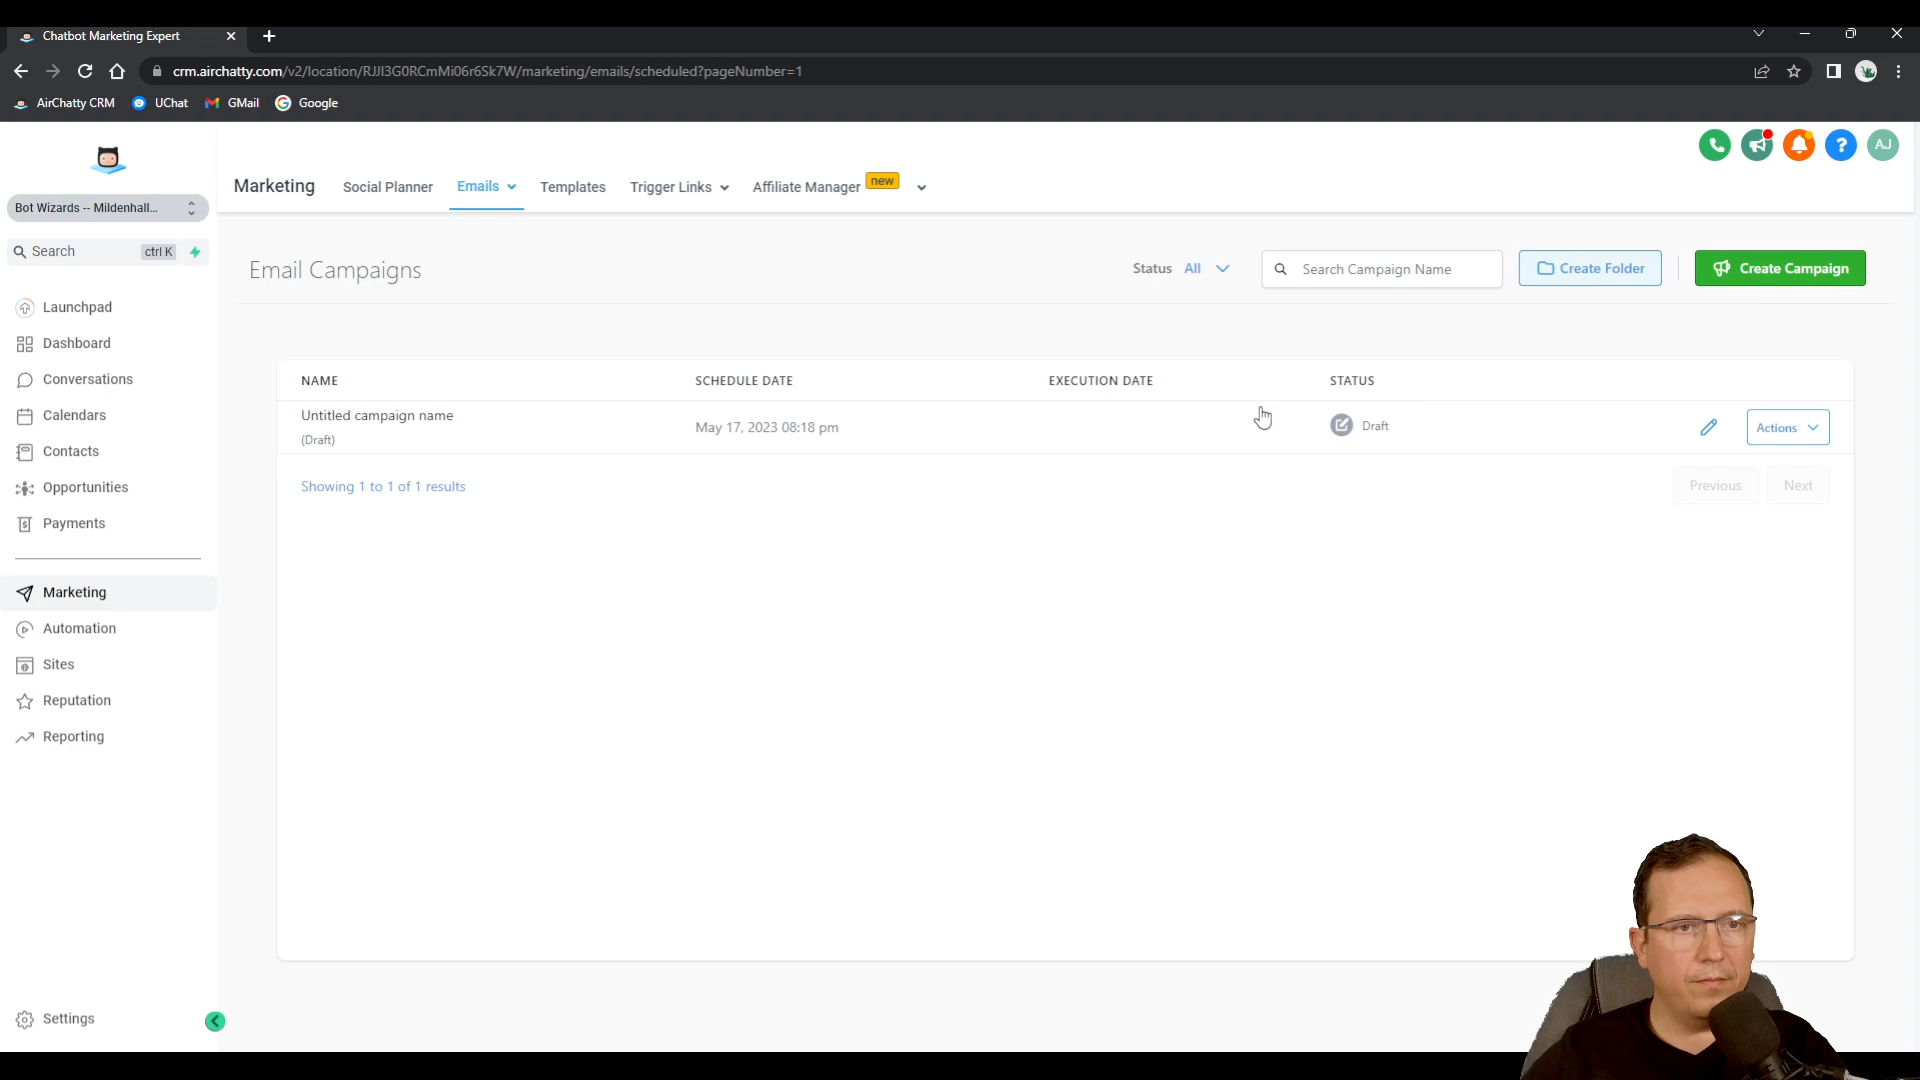 Chatbot Marketing Expert
crm.airchatty.com/v2/location/RJJI3G0RCmMi06r6Sk7W/marketing/emails/scheduled?pageNumber=1
AirChatty CRM UChat GMail Google
AJ
Marketing Social Planner Emails Templates Trigger Links Affiliate Manager new
Bot Wizards -- Mildenhall...
Search ctrl K
Email Campaigns Status All Search Campaign Name Create Folder Create Campaign
Launchpad
Dashboard
Conversations
Calendars
Contacts
Opportunities
Payments
Marketing
Automation
Sites
Reputation
Reporting
Settings
NAME SCHEDULE DATE EXECUTION DATE STATUS
Untitled campaign name
(Draft) May 17, 2023 08:18 pm Draft Actions
Showing 1 to 1 of 1 results Previous Next